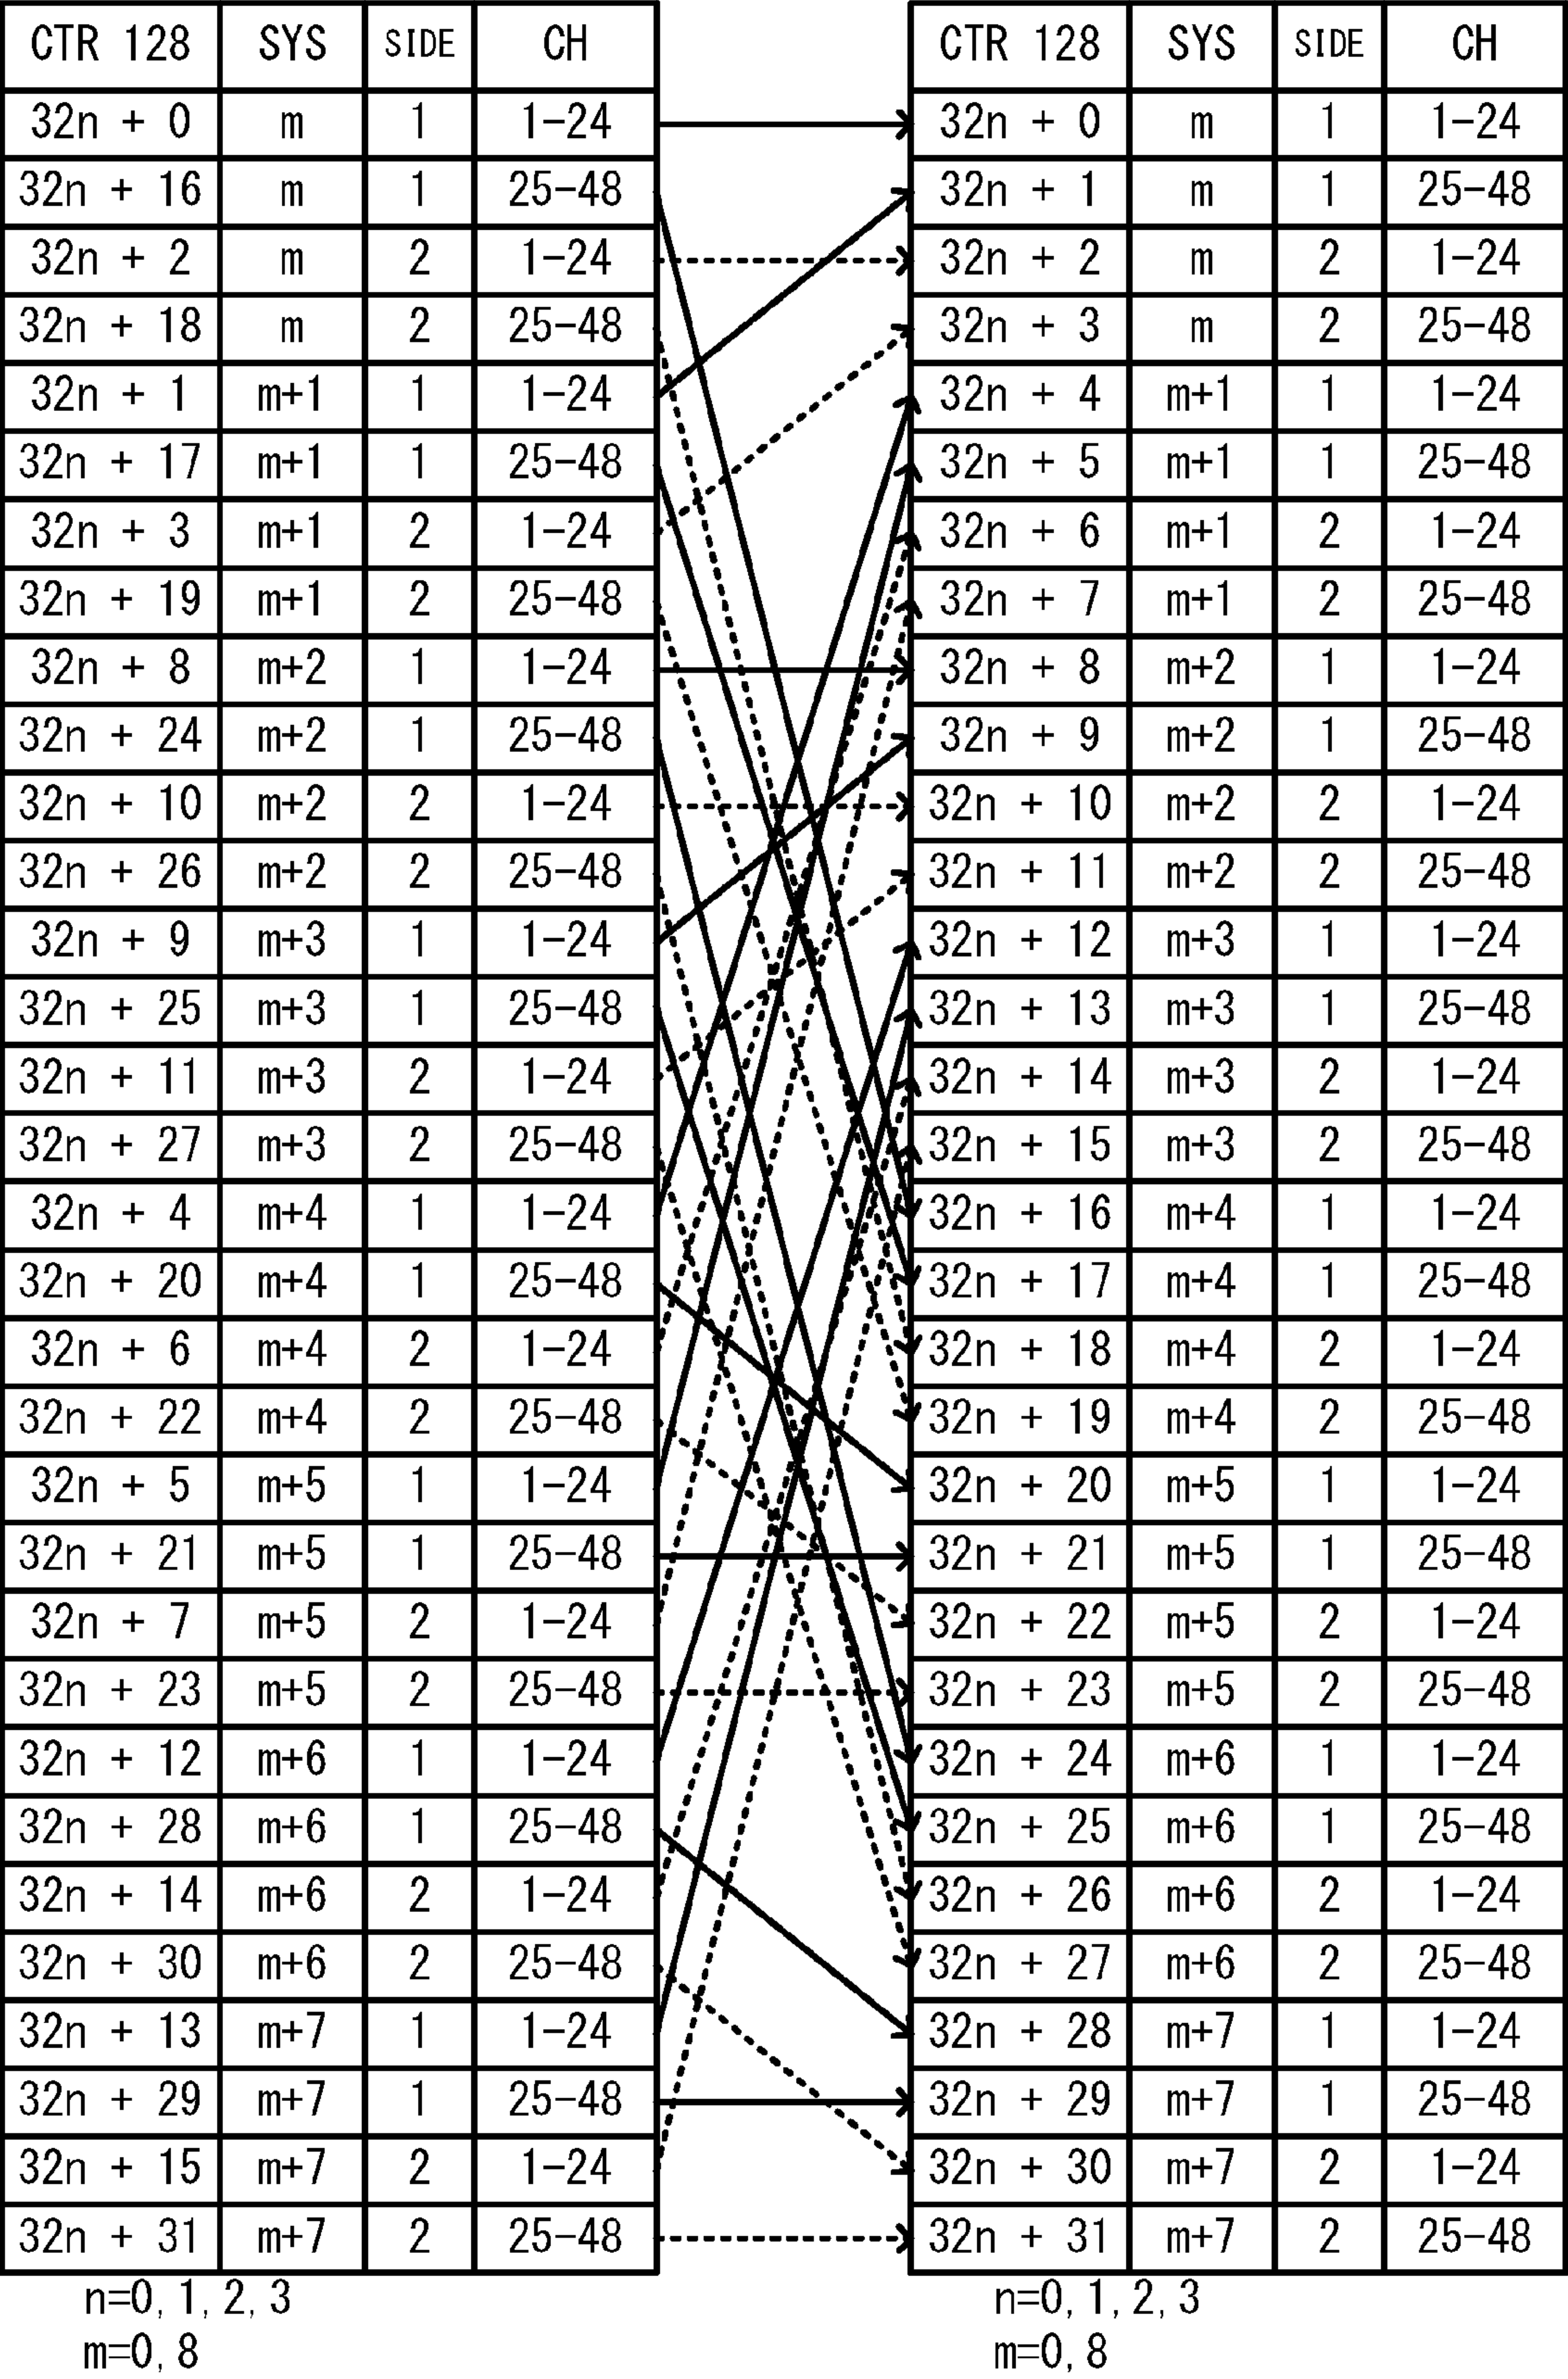 CTR 128 SYS SIDE CH CTR 128 SYS SIDE CH
32n + 0 m 1 1-24 32n + 0 m 1 1-24
32n + 16 m 1 25-48 32n + 1 m 1 25-48
32n + 2 m 2 1-24 32n + 2 m 2 1-24
32n + 18 m 2 25-48 32n + 3 m 2 25-48
32n + 1 m+1 1 1-24 32n + 4 m+1 1 1-24
32n + 17 m+1 1 25-48 32n + 5 m+1 1 25-48
32n + 3 m+1 2 1-24 32n + 6 m+1 2 1-24
32n + 19 m+1 2 25-48 32n + 7 m+1 2 25-48
32n + 8 m+2 1 1-24 32n + 8 m+2 1 1-24
32n + 24 m+2 1 25-48 32n + 9 m+2 1 25-48
32n + 10 m+2 2 1-24 32n + 10 m+2 2 1-24
32n + 26 m+2 2 25-48 32n + 11 m+2 2 25-48
32n + 9 m+3 1 1-24 32n + 12 m+3 1 1-24
32n + 25 m+3 1 25-48 32n + 13 m+3 1 25-48
32n + 11 m+3 2 1-24 32n + 14 m+3 2 1-24
32n + 27 m+3 2 25-48 32n + 15 m+3 2 25-48
32n + 4 m+4 1 1-24 32n + 16 m+4 1 1-24
32n + 20 m+4 1 25-48 32n + 17 m+4 1 25-48
32n + 6 m+4 2 1-24 32n + 18 m+4 2 1-24
32n + 22 m+4 2 25-48 32n + 19 m+4 2 25-48
32n + 5 m+5 1 1-24 32n + 20 m+5 1 1-24
32n + 21 m+5 1 25-48 32n + 21 m+5 1 25-48
32n + 7 m+5 2 1-24 32n + 22 m+5 2 1-24
32n + 23 m+5 2 25-48 32n + 23 m+5 2 25-48
32n + 12 m+6 1 1-24 32n + 24 m+6 1 1-24
32n + 28 m+6 1 25-48 32n + 25 m+6 1 25-48
32n + 14 m+6 2 1-24 32n + 26 m+6 2 1-24
32n + 30 m+6 2 25-48 32n + 27 m+6 2 25-48
32n + 13 m+7 1 1-24 32n + 28 m+7 1 1-24
32n + 29 m+7 1 25-48 32n + 29 m+7 1 25-48
32n + 15 m+7 2 1-24 32n + 30 m+7 2 1-24
32n + 31 m+7 2 25-48 32n + 31 m+7 2 25-48
n=0, 1, 2, 3 n=0, 1, 2, 3
m=0, 8 m=0, 8